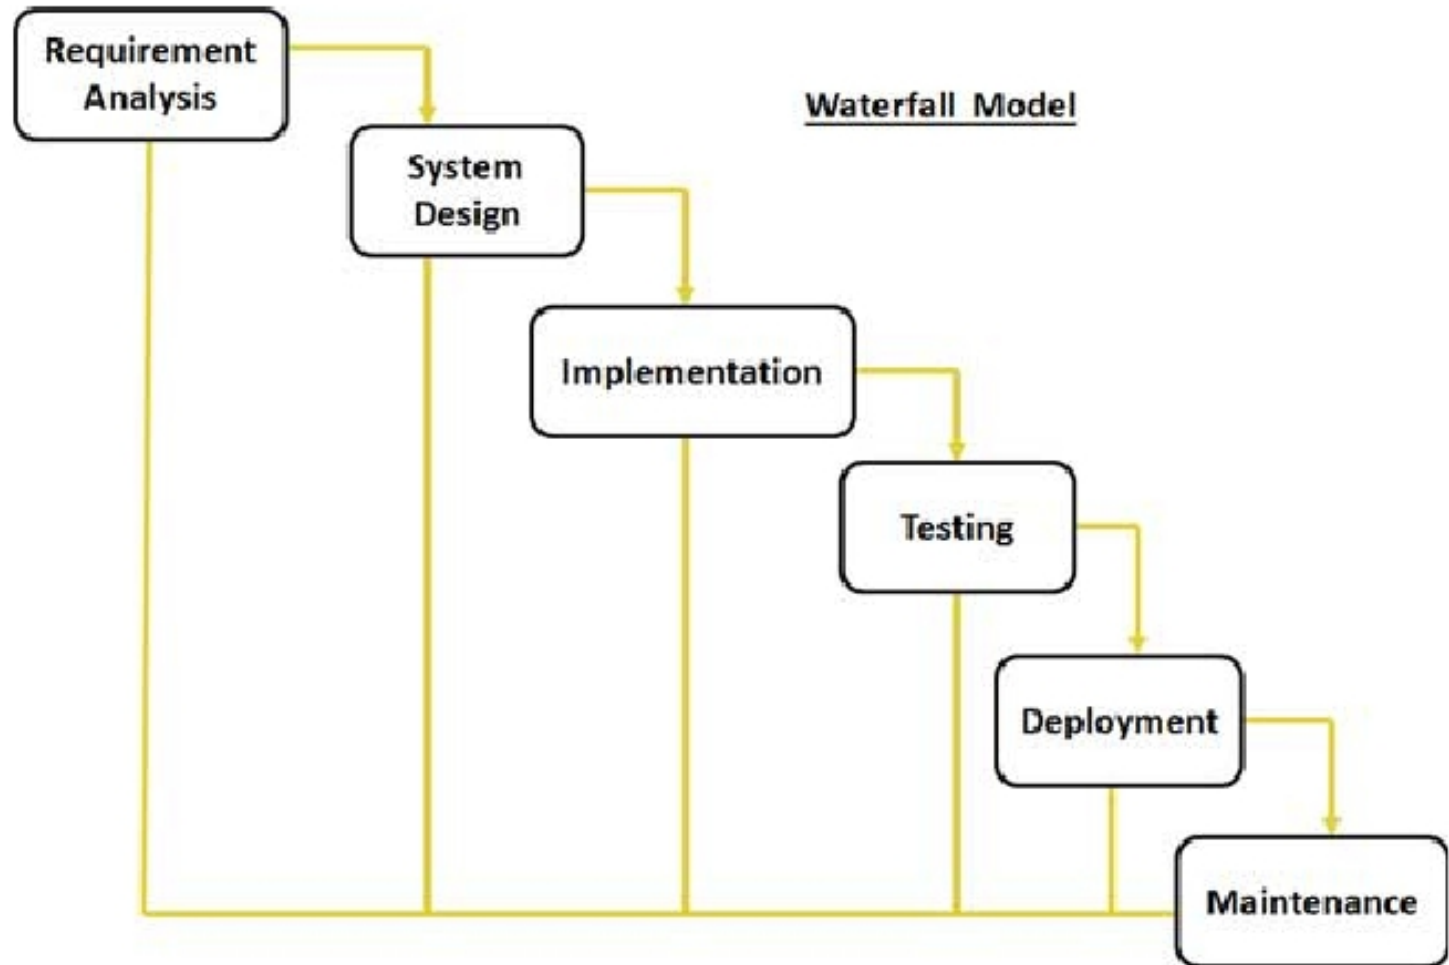 Requirement
Analysis
Waterfall Model
System
Design
Implementation
Testing
Deployment
Maintenance